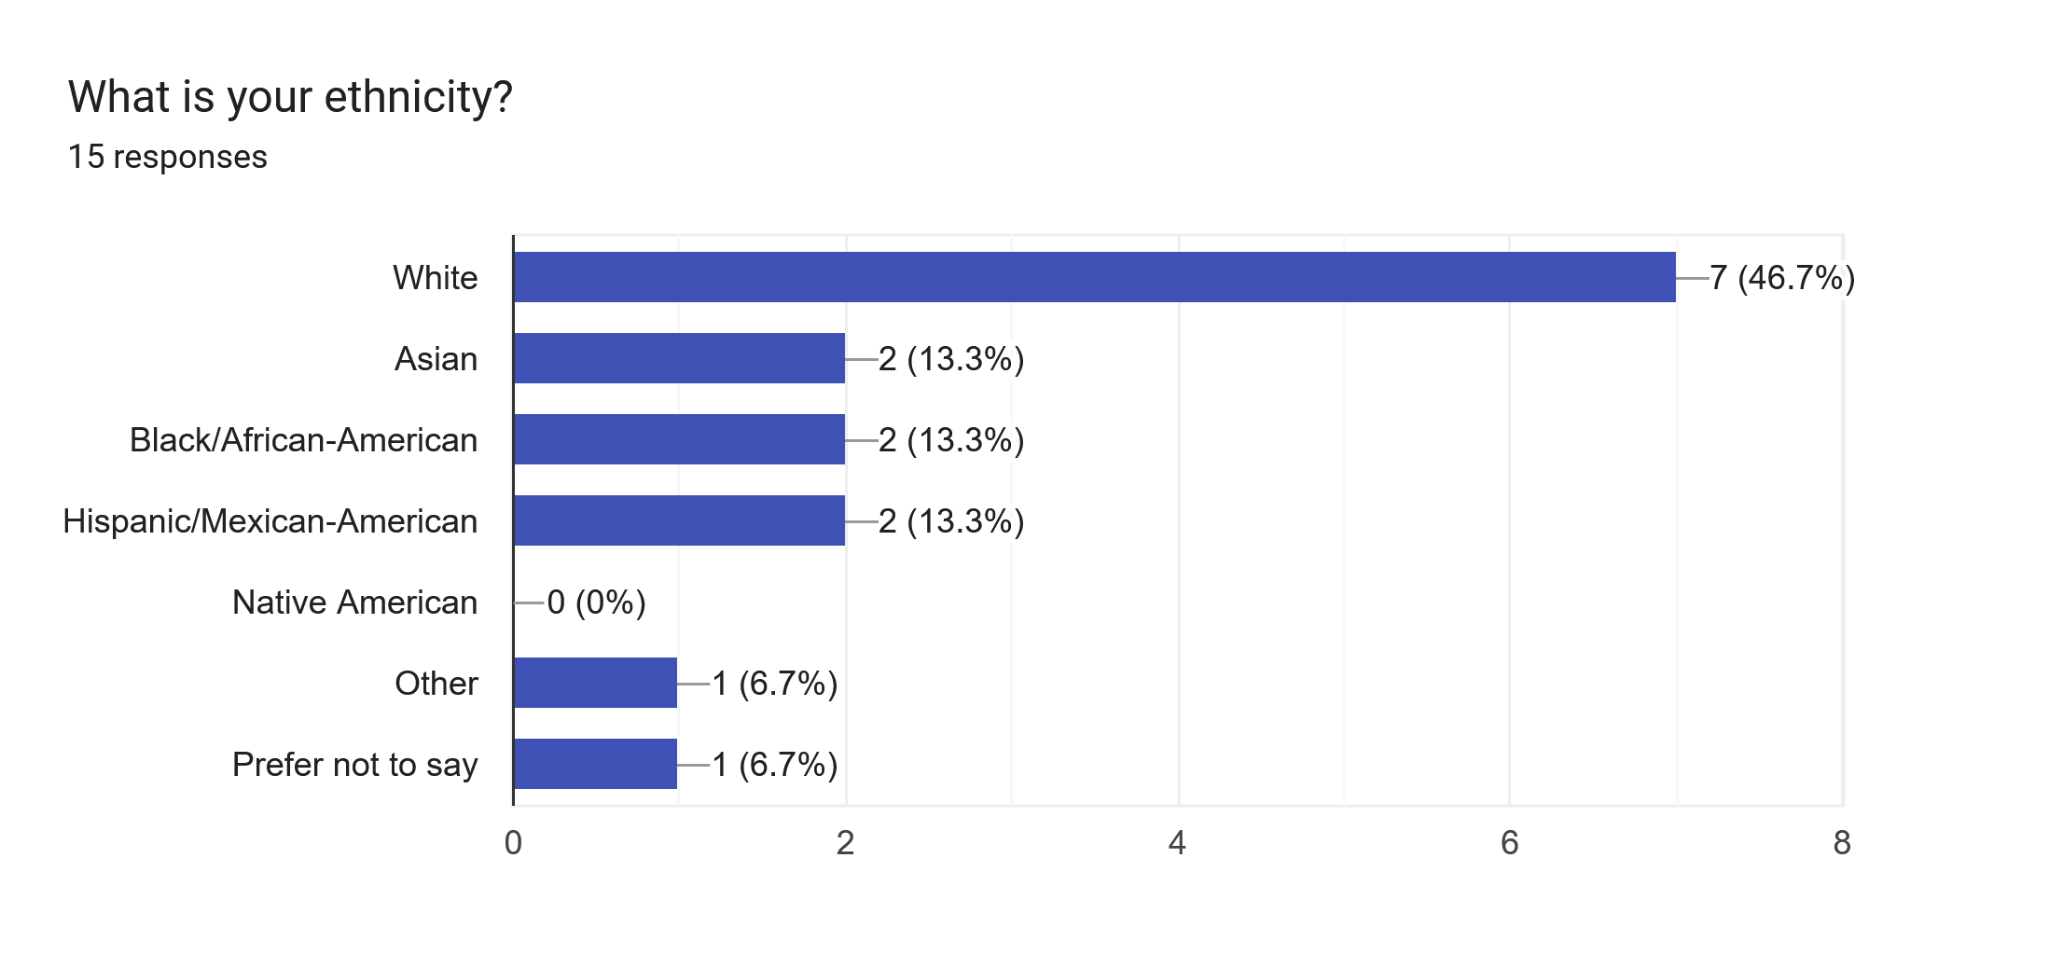 What is your ethnicity?
15 responses
White 7 (46.7%)
Asian 2 (13.3%)
Black/African-American 2 (13.3%)
Hispanic/Mexican-American 2 (13.3%)
Native American 0 (0%)
Other 1 (6.7%)
Prefer not to say 1 (6.7%)
0 2 4 6 8